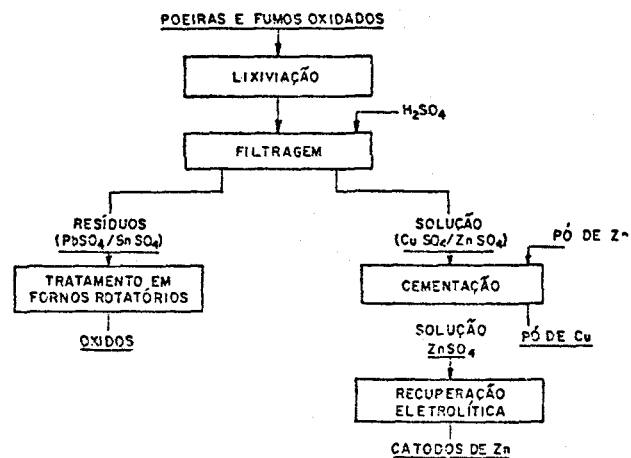 POEIRAS E FUMOS OXIDADOS
LIXIVIAÇÃO
H2SO4
FILTRAGEM
RESÍDUOS
(PbSO4/SnSO4)
TRATAMENTO EM
FORNOS ROTATÓRIOS
OXIDOS
SOLUÇÃO
(CuSO4/ZnSO4)
PÓ DE Zn
CEMENTAÇÃO
PÓ DE Cu
SOLUÇÃO
ZnSO4
RECUPERAÇÃO
ELETROLÍTICA
CATODOS DE Zn